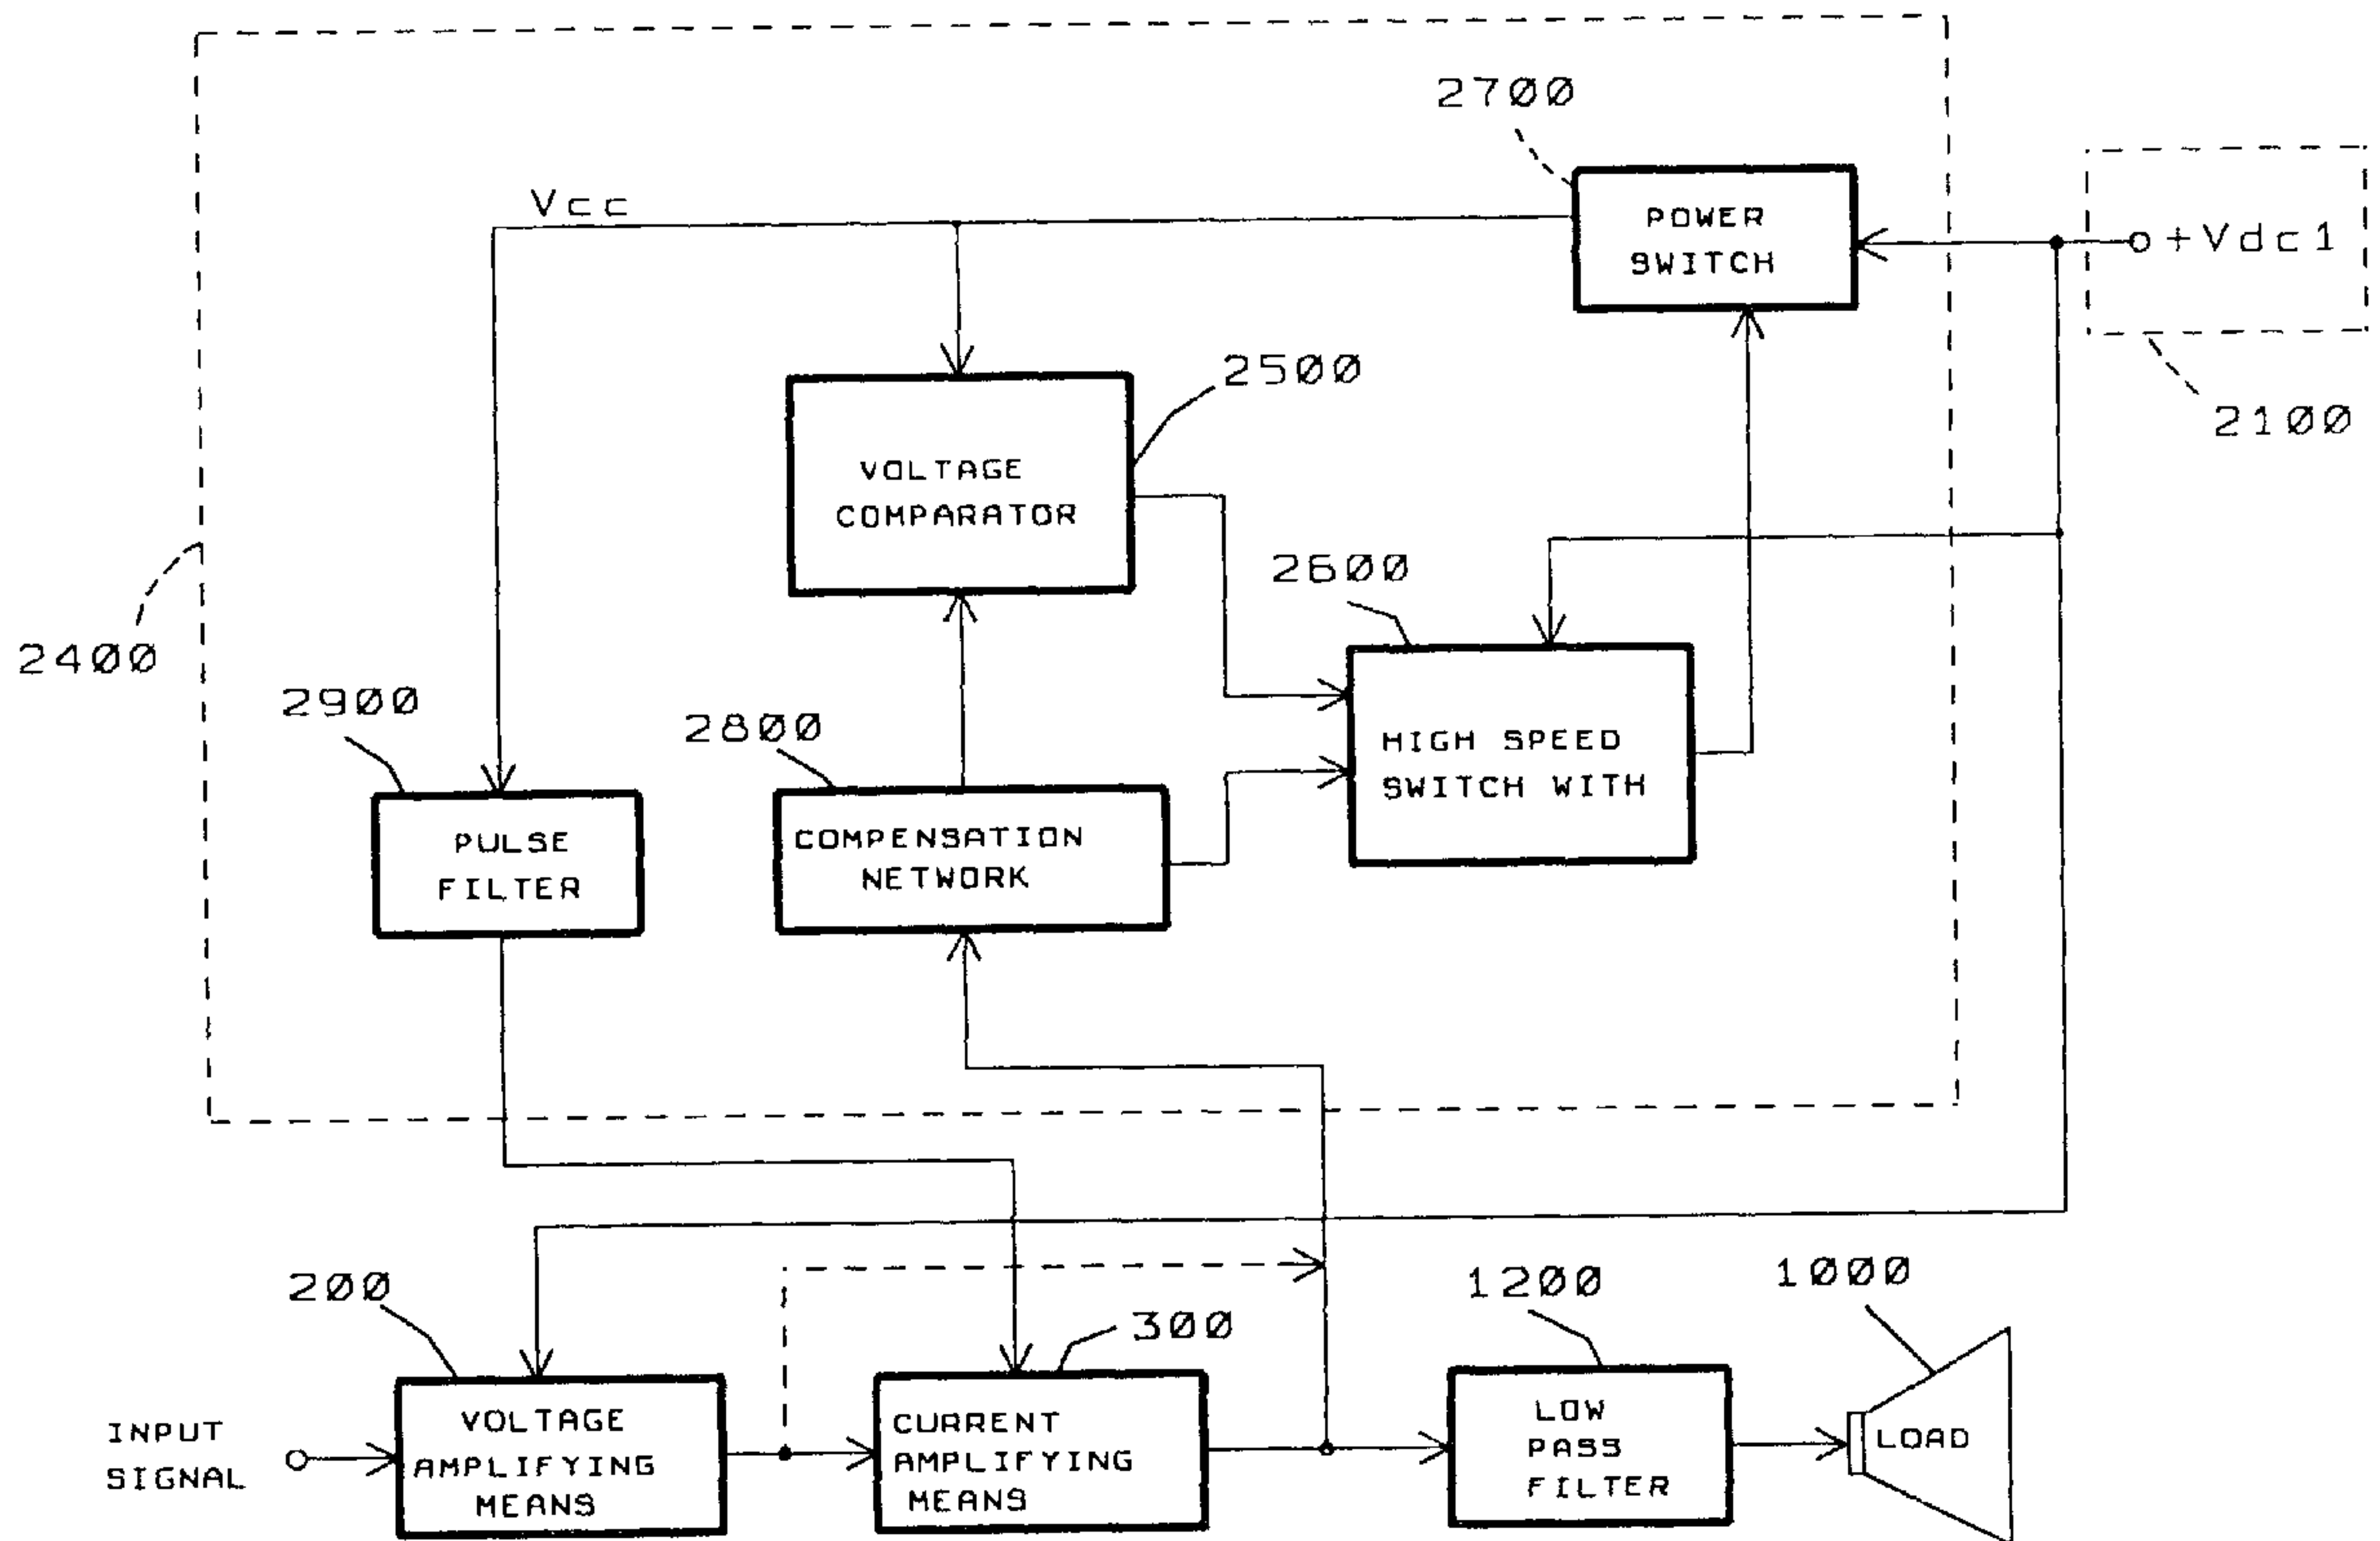 2700
POWER
SWITCH
+Vdc1
2100
Vcc
2500
VOLTAGE
COMPARATOR
2600
HIGH SPEED
SWITCH WITH
2400
2900
PULSE
FILTER
2800
COMPENSATION
NETWORK
INPUT
SIGNAL
200
VOLTAGE
AMPLIFYING
MEANS
300
CURRENT
AMPLIFYING
MEANS
1200
LOW
PASS
FILTER
1000
LOAD